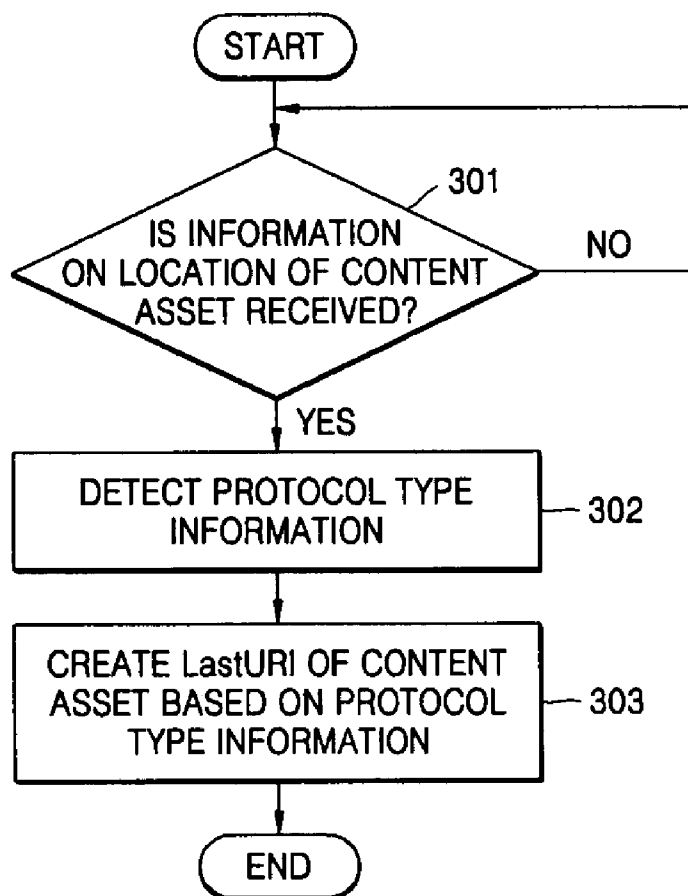 START
301
IS INFORMATION
ON LOCATION OF CONTENT
ASSET RECEIVED?
NO
YES
DETECT PROTOCOL TYPE
INFORMATION
302
CREATE LastURI OF CONTENT
ASSET BASED ON PROTOCOL
TYPE INFORMATION
303
END